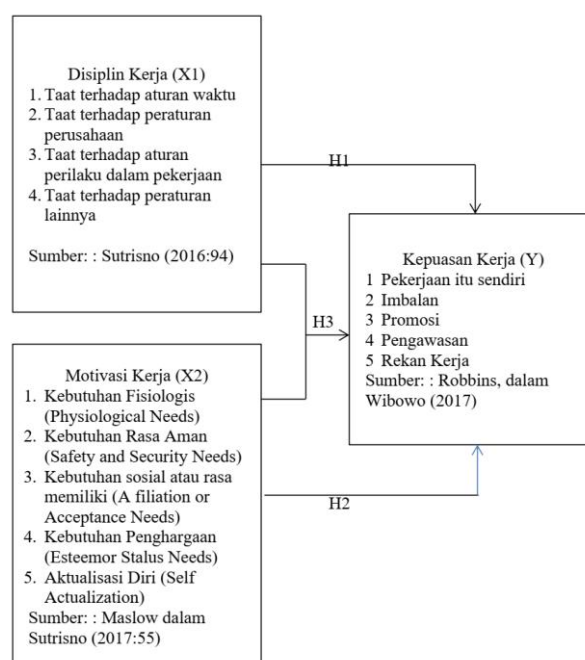 Disiplin Kerja (X1)
1. Taat terhadap aturan waktu
2. Taat terhadap peraturan
perusahaan
3. Taat terhadap aturan
perilaku dalam pekerjaan
4. Taat terhadap peraturan
lainnya
Sumber: : Sutrisno (2016:94)
H1
Kepuasan Kerja (Y)
1 Pekerjaan itu sendiri
2 Imbalan
3 Promosi
4 Pengawasan
5 Rekan Kerja
Sumber: : Robbins, dalam
Wibowo (2017)
H3
Motivasi Kerja (X2)
1. Kebutuhan Fisiologis
(Physiological Needs)
2. Kebutuhan Rasa Aman
(Safety and Security Needs)
3. Kebutuhan sosial atau rasa
memiliki (A filiation or
Acceptance Needs)
4. Kebutuhan Penghargaan
(Esteemor Stalus Needs)
5. Aktualisasi Diri (Self
Actualization)
Sumber: : Maslow dalam
Sutrisno (2017:55)
H2